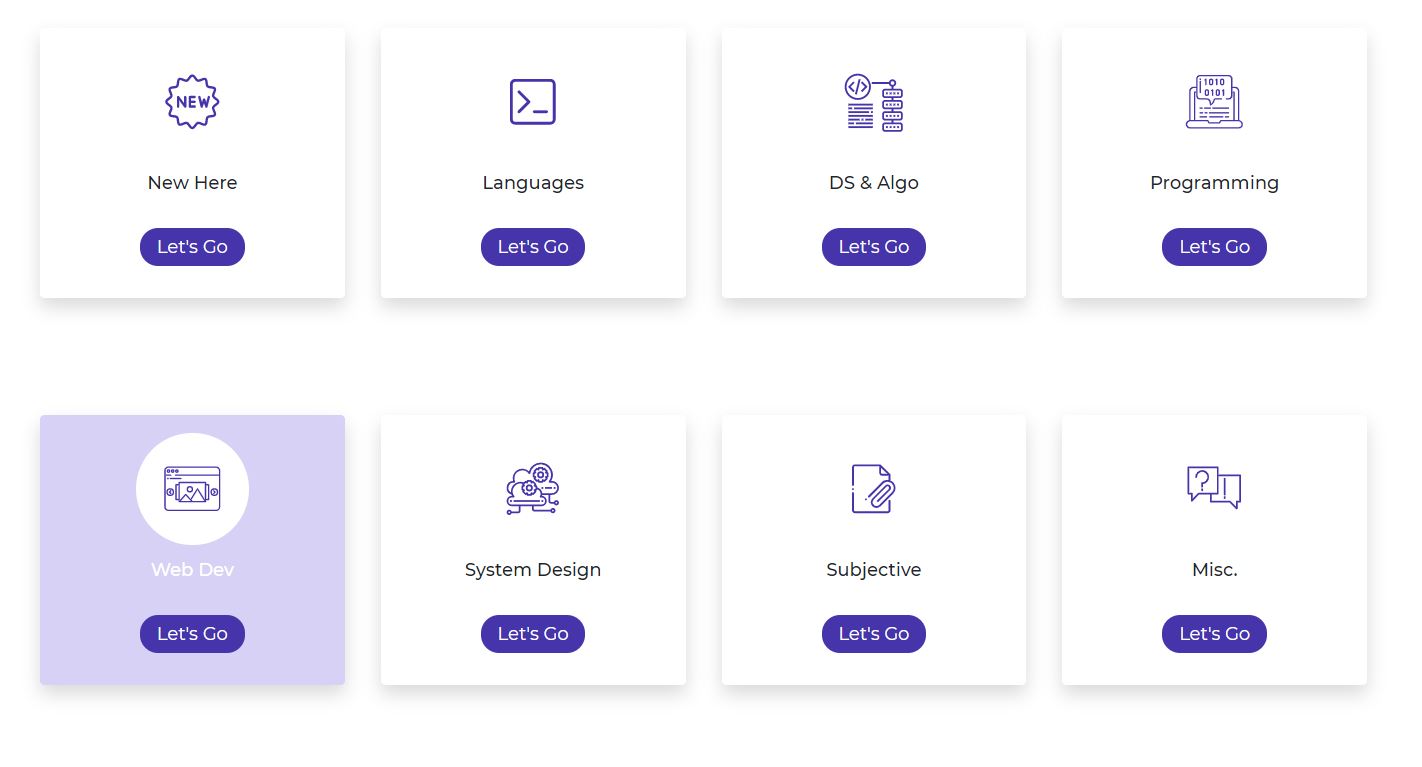 NEW
1010
0101
New Here
Languages
DS & Algo
Programming
Let's Go
Let's Go
Let's Go
Let's Go
Web Dev
System Design
Subjective
Misc.
Let's Go
Let's Go
Let's Go
Let's Go